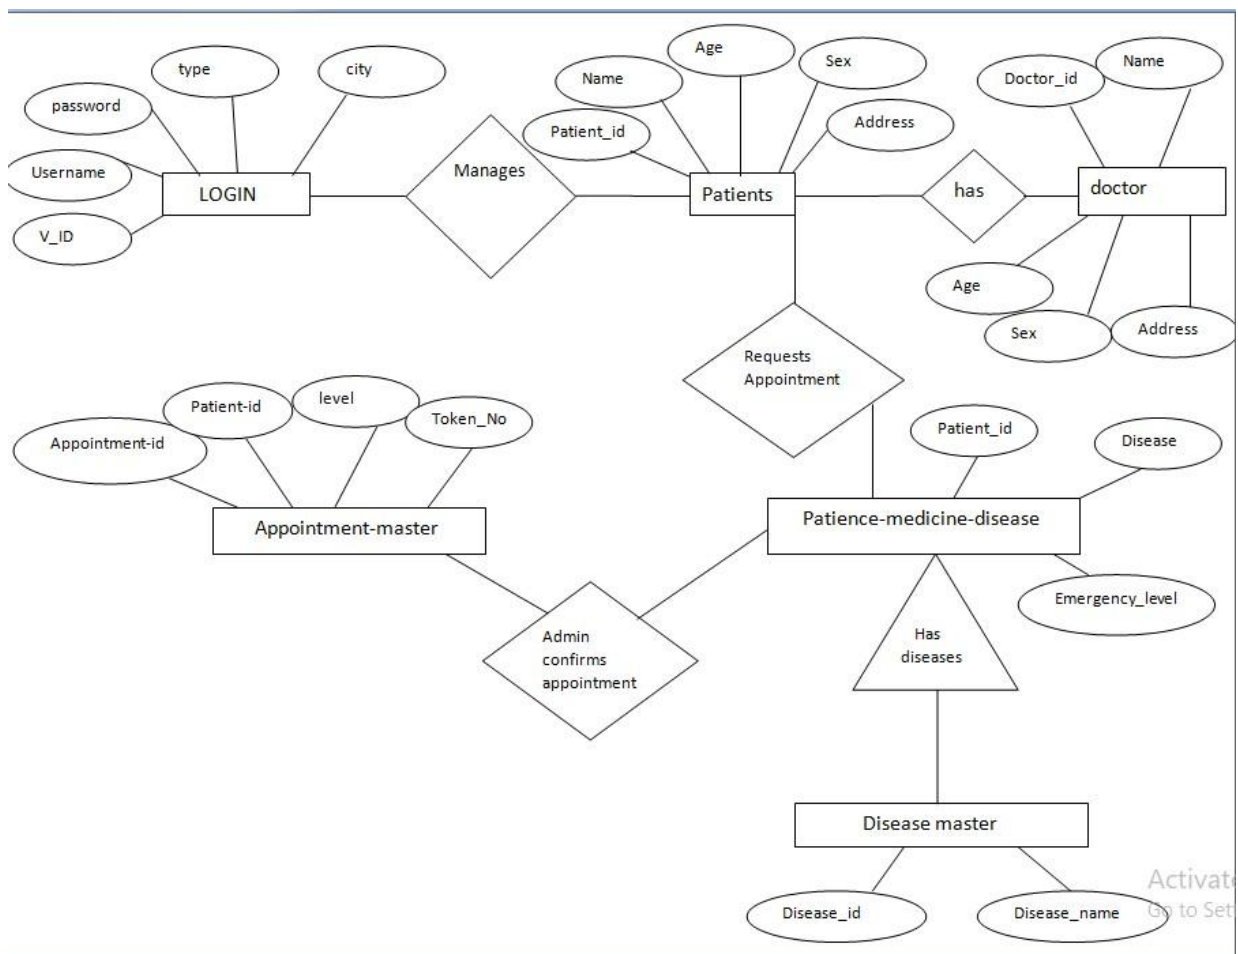 type
city
password
Username
V_ID
LOGIN
Manages
Age
Name
Sex
Patient_id
Address
Patients
has
Doctor_id
Name
doctor
Age
Sex
Address
Requests
Appointment
Appointment-id
Patient-id
level
Token_No
Appointment-master
Patient_id
Disease
Patience-medicine-disease
Emergency_level
Admin
confirms
appointment
Has
diseases
Disease master
Disease_id
Disease_name
Activate
Go to Set